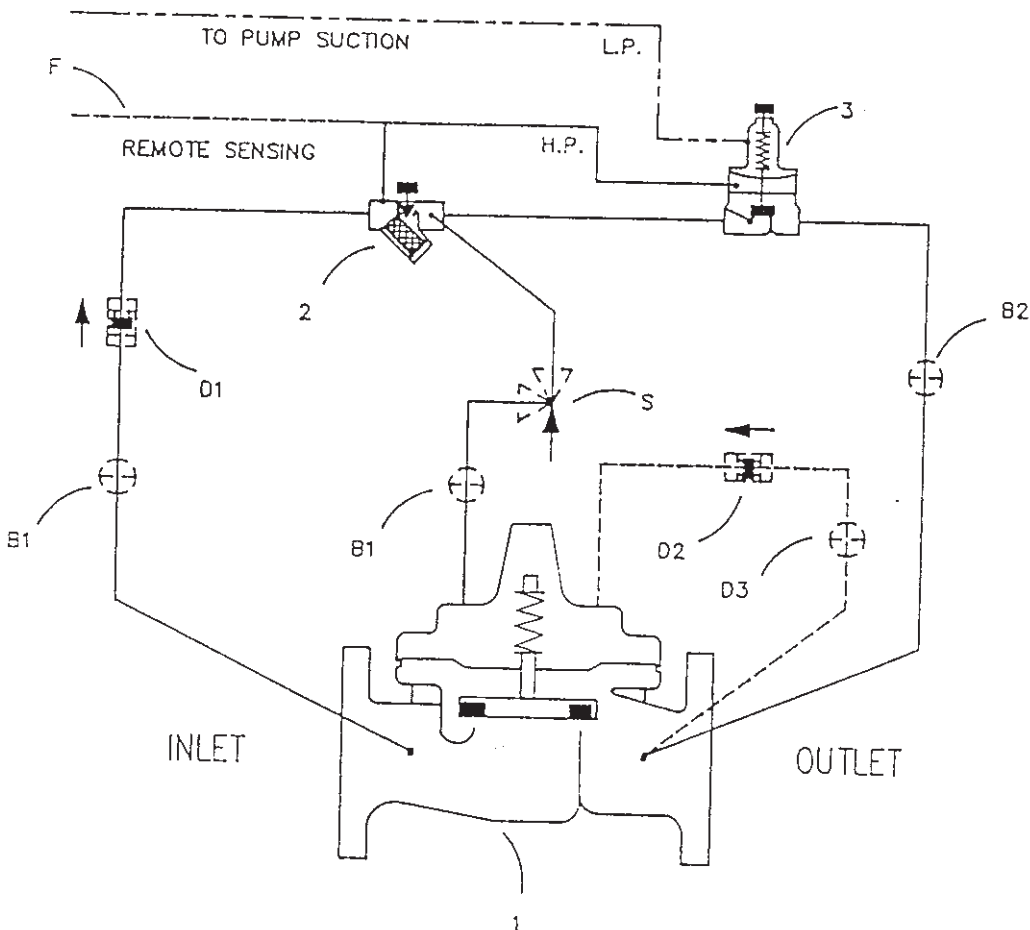 TO PUMP SUCTION
L.P.
F
3
REMOTE SENSING
H.P.
2
B2
D1
S
B1
B1
D2
D3
INLET
OUTLET
1